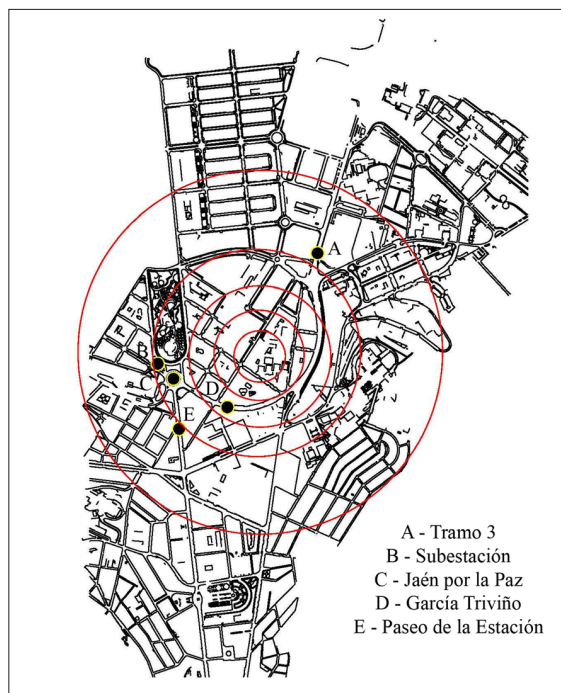 A
B
C
D
E
A - Tramo 3
B - Subestación
C - Jaén por la Paz
D - García Triviño
E - Paseo de la Estación